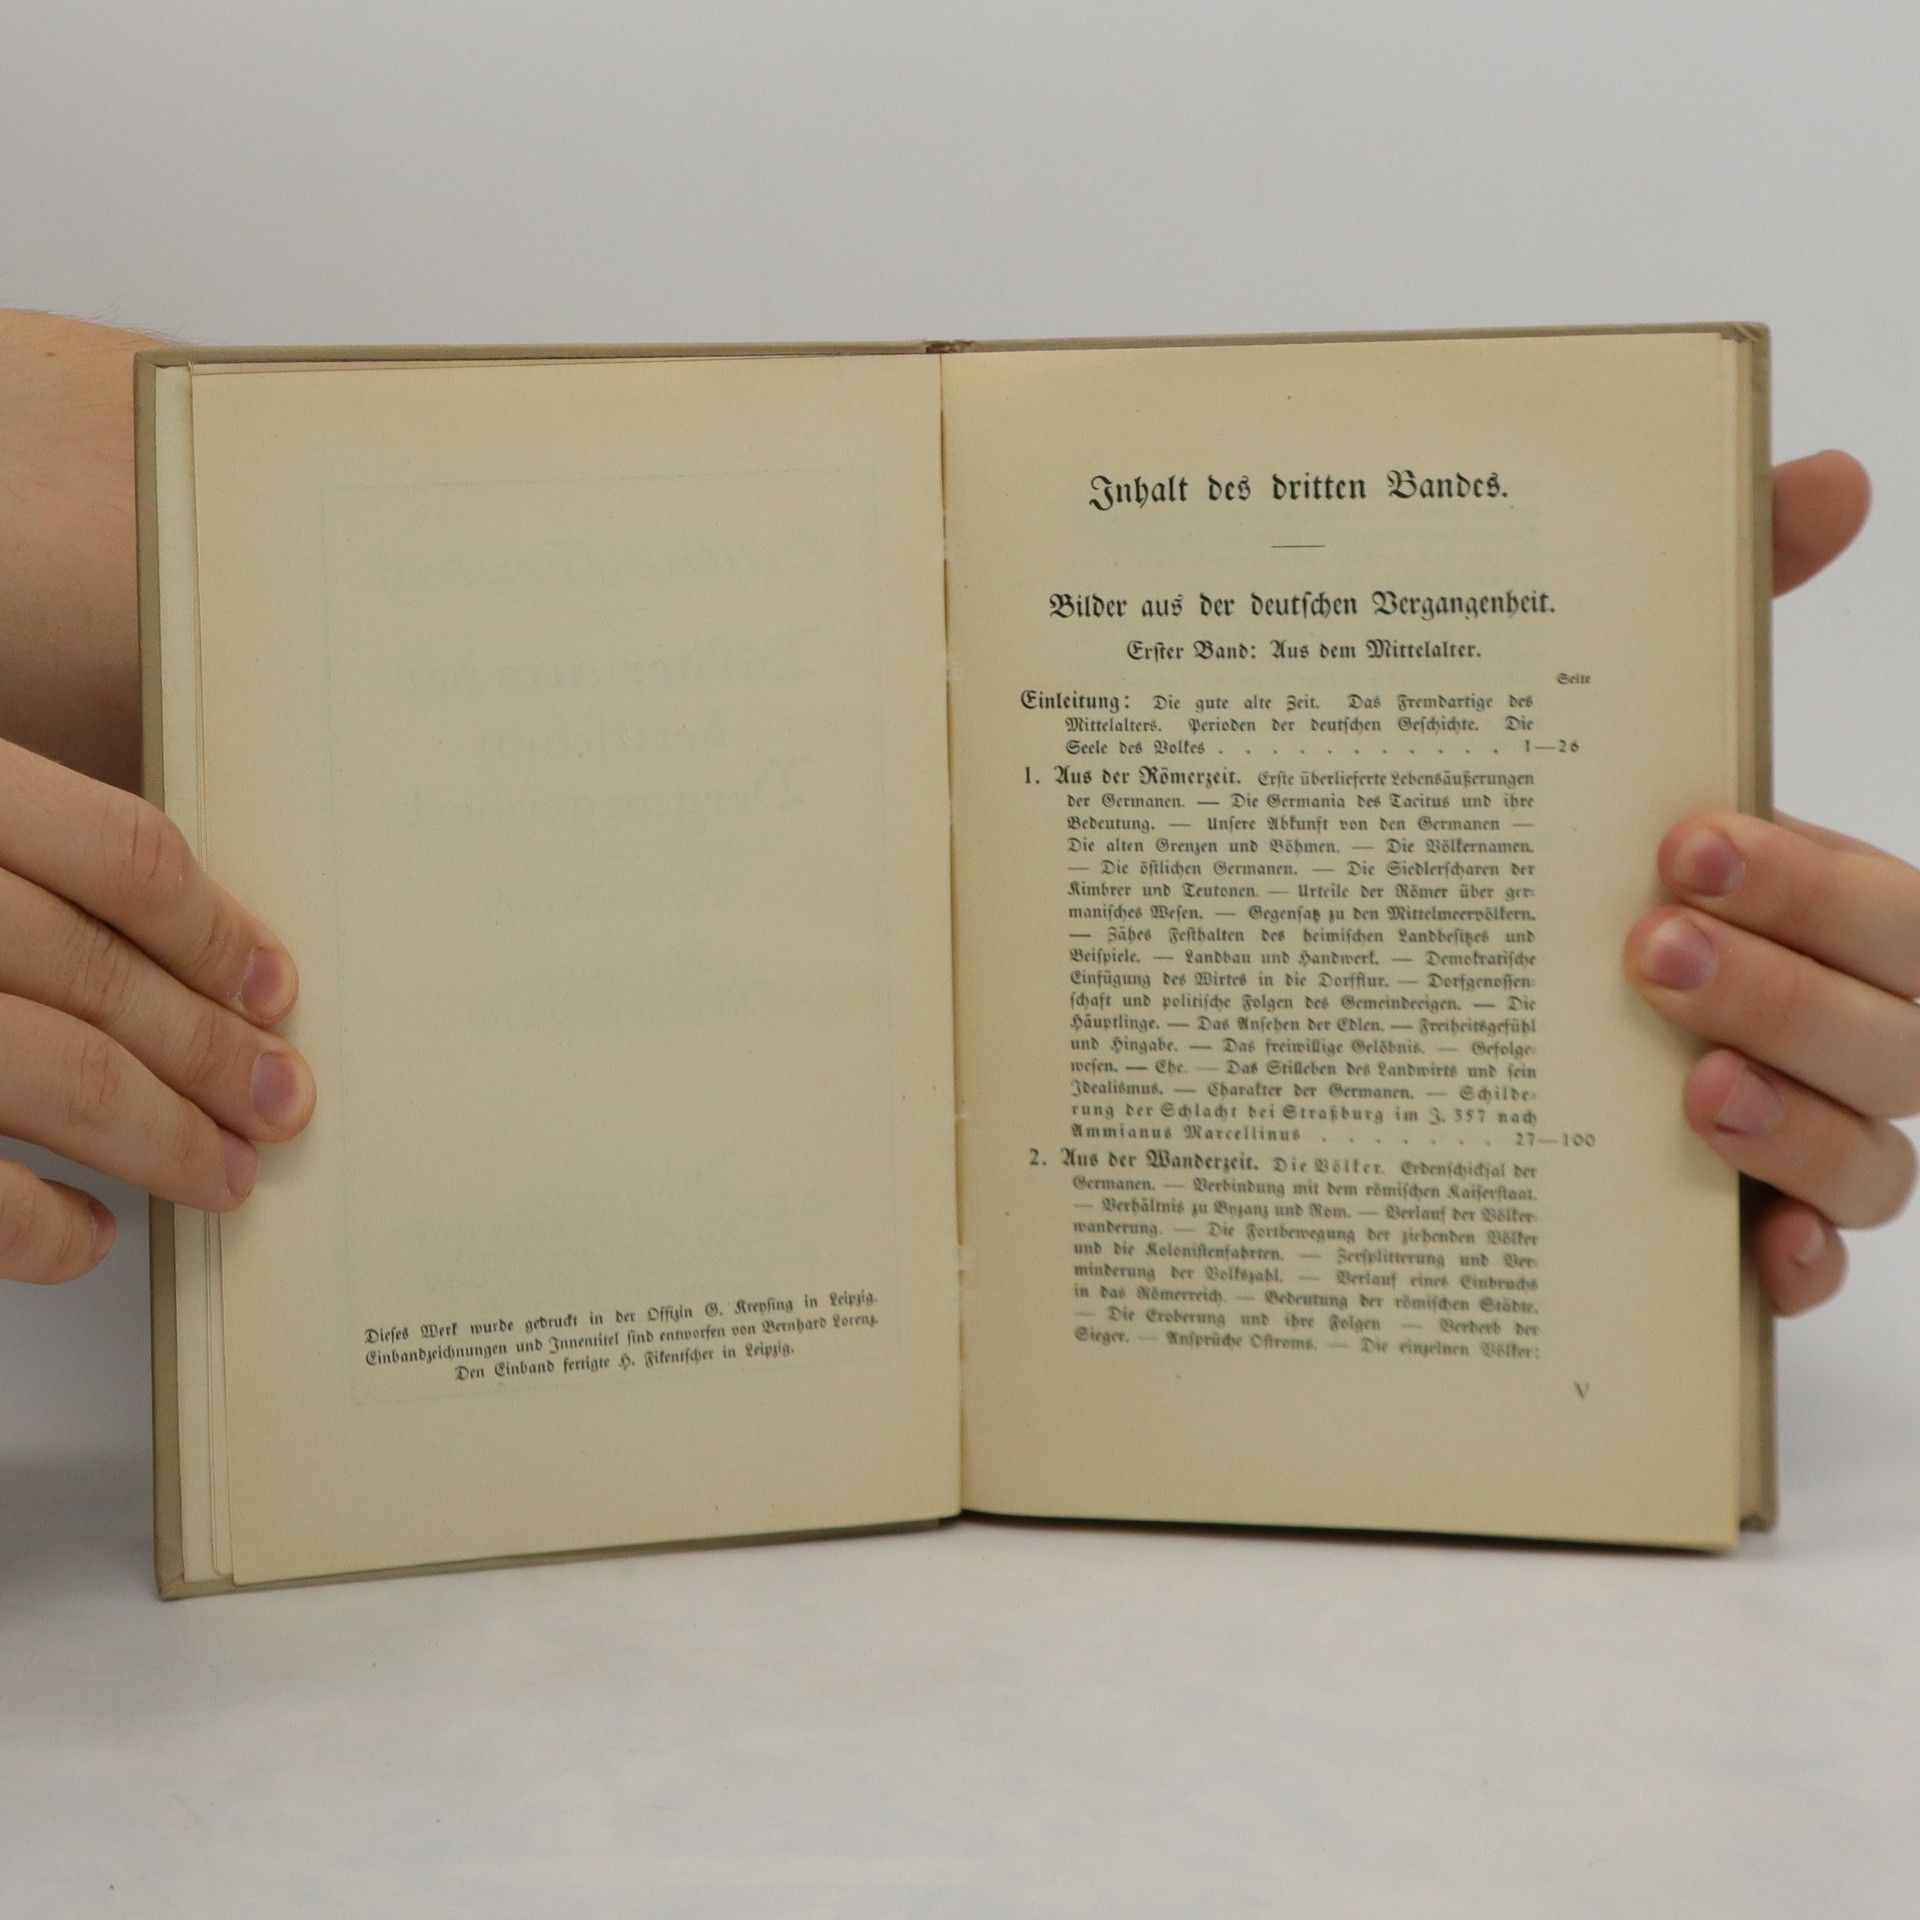 Dieses Werk wurde gedruckt in der Offizin G. Kreysing in Leipzig.
Einbandzeichnungen und Innentitel sind entworfen von Bernhard Lorenz.
Den Einband fertigte H. Fikentscher in Leipzig.
Inhalt des dritten Bandes.
Bilder aus der deutschen Vergangenheit.
Erster Band: Aus dem Mittelalter.
Seite
Einleitung: Die gute alte Zeit. Das Fremdartige des
Mittelalters. Perioden der deutschen Geschichte. Die
Seele des Volkes . . . . . . . . . . . 1—26
1. Aus der Römerzeit. Erste überlieferte Lebensäußerungen
der Germanen. — Die Germania des Tacitus und ihre
Bedeutung. — Unsere Abkunft von den Germanen —
Die alten Grenzen und Böhmen. — Die Völkernamen.
— Die östlichen Germanen. — Die Siedlerscharen der
Kimbrer und Teutonen. — Urteile der Römer über ger-
manisches Wesen. — Gegensatz zu den Mittelmeervölkern.
— Zähes Festhalten des heimischen Landbesitzes und
Beispiele. — Landbau und Handwerk. — Demokratische
Einfügung des Wirtes in die Dorfflur. — Dorfgenossen-
schaft und politische Folgen des Gemeindeeigen. — Die
Häuptlinge. — Das Ansehen der Edlen. — Freiheitsgefühl
und Hingabe. — Das freiwillige Gelöbnis. — Gefolge-
wesen. — Ehe. — Das Stilleben des Landwirts und sein
Idealismus. — Charakter der Germanen. — Schilde-
rung der Schlacht bei Straßburg im J. 357 nach
Ammianus Marcellinus . . . . . . . 27—100
2. Aus der Wanderzeit. Die Völker. Erdenschicksal der
Germanen. — Verbindung mit dem römischen Kaiserstaat.
— Verhältnis zu Byzanz und Rom. — Verlauf der Völker-
wanderung. — Die Fortbewegung der ziehenden Völker
und die Kolonistenfahrten. — Zersplitterung und Ver-
minderung der Volkszahl. — Verlauf eines Einbruchs
in das Römerreich. — Bedeutung der römischen Städte.
— Die Eroberung und ihre Folgen — Verderb der
Sieger. — Ansprüche Ostroms. — Die einzelnen Völker:
V